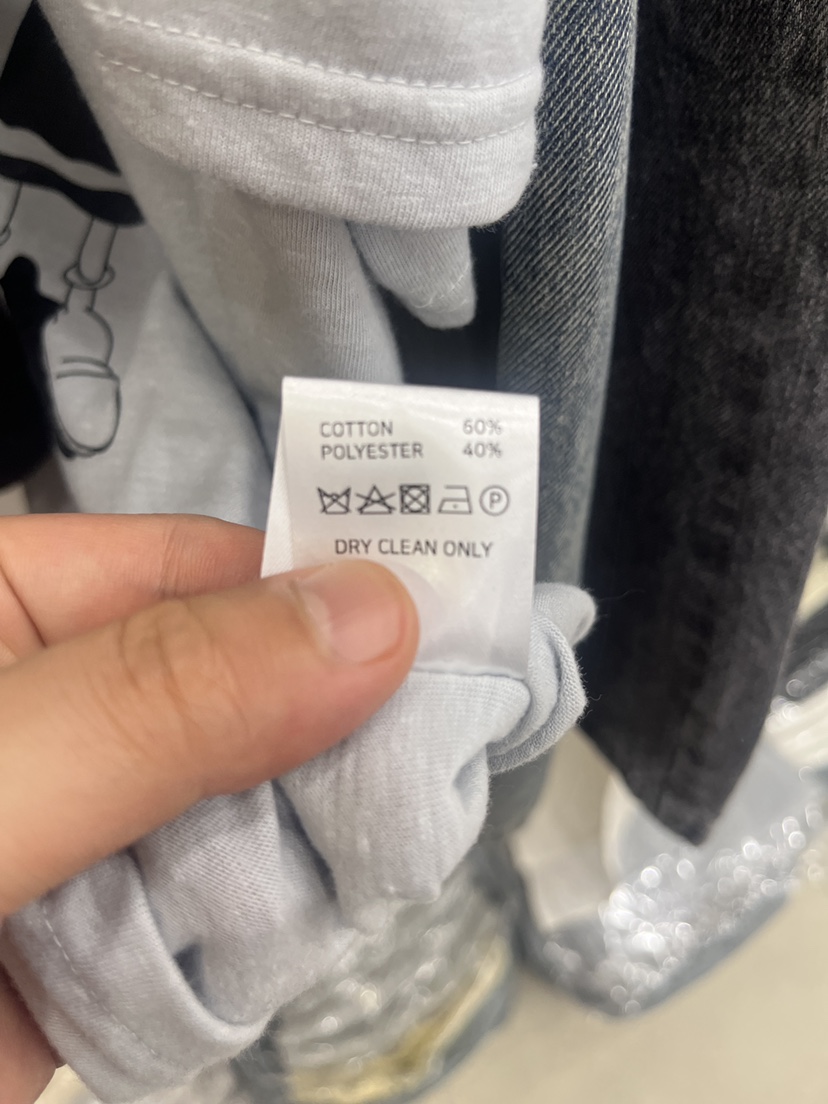 COTTON 60%
POLYESTER 40%
P
DRY CLEAN ONLY